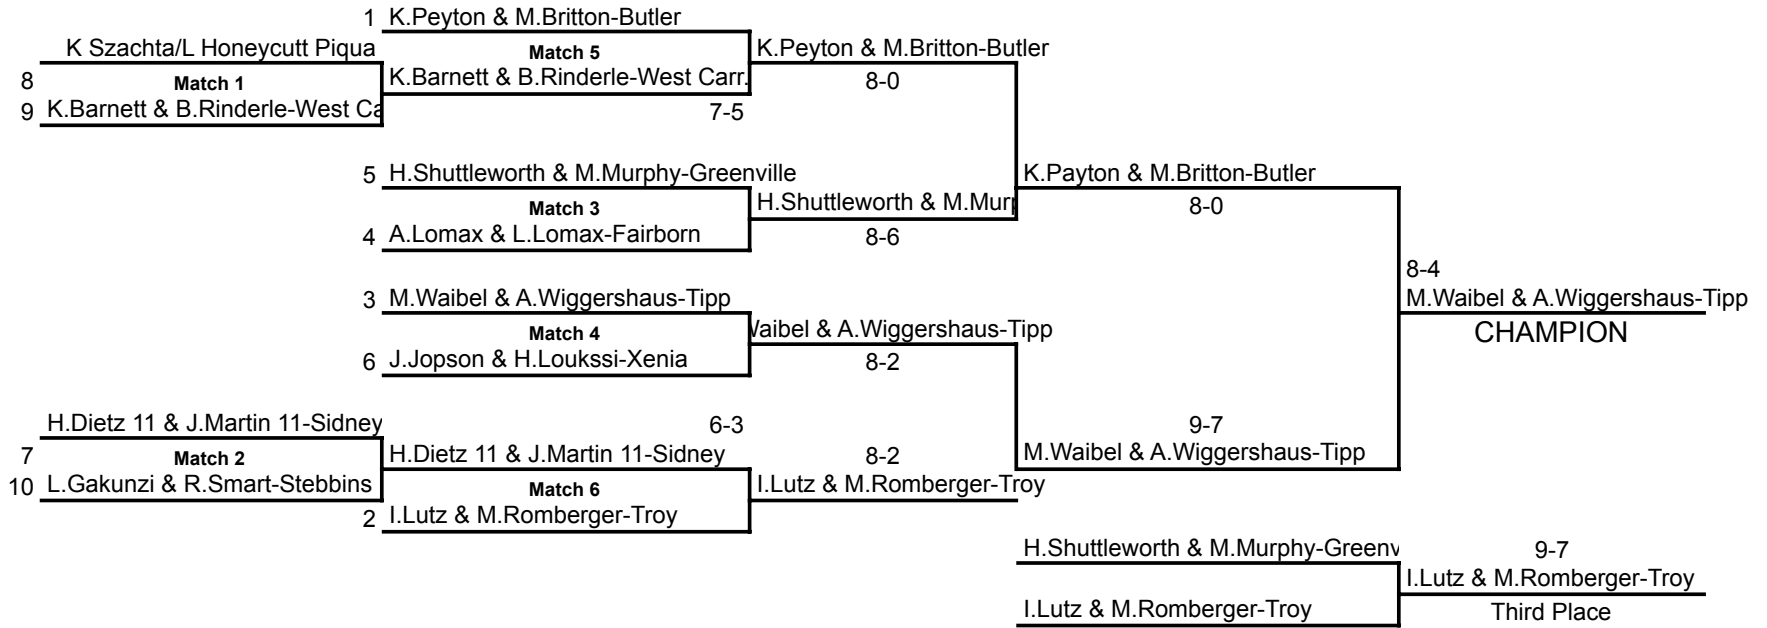 1 K.Peyton & M.Britton-Butler
K Szachta/L Honeycutt Piqua
Match 5
K.Peyton & M.Britton-Butler
8
Match 1
K.Barnett & B.Rinderle-West Carr.
8-0
9 K.Barnett & B.Rinderle-West Ca
7-5
5 H.Shuttleworth & M.Murphy-Greenville
K.Payton & M.Britton-Butler
Match 3
H.Shuttleworth & M.Murp
8-0
4 A.Lomax & L.Lomax-Fairborn
8-6
8-4
3 M.Waibel & A.Wiggershaus-Tipp
M.Waibel & A.Wiggershaus-Tipp
Match 4
Waibel & A.Wiggershaus-Tipp
CHAMPION
6 J.Jopson & H.Loukssi-Xenia
8-2
H.Dietz 11 & J.Martin 11-Sidney
6-3
9-7
7
Match 2
H.Dietz 11 & J.Martin 11-Sidney
8-2
M.Waibel & A.Wiggershaus-Tipp
10 L.Gakunzi & R.Smart-Stebbins
Match 6
I.Lutz & M.Romberger-Troy
2 I.Lutz & M.Romberger-Troy
H.Shuttleworth & M.Murphy-Greenv
9-7
I.Lutz & M.Romberger-Troy
I.Lutz & M.Romberger-Troy
Third Place